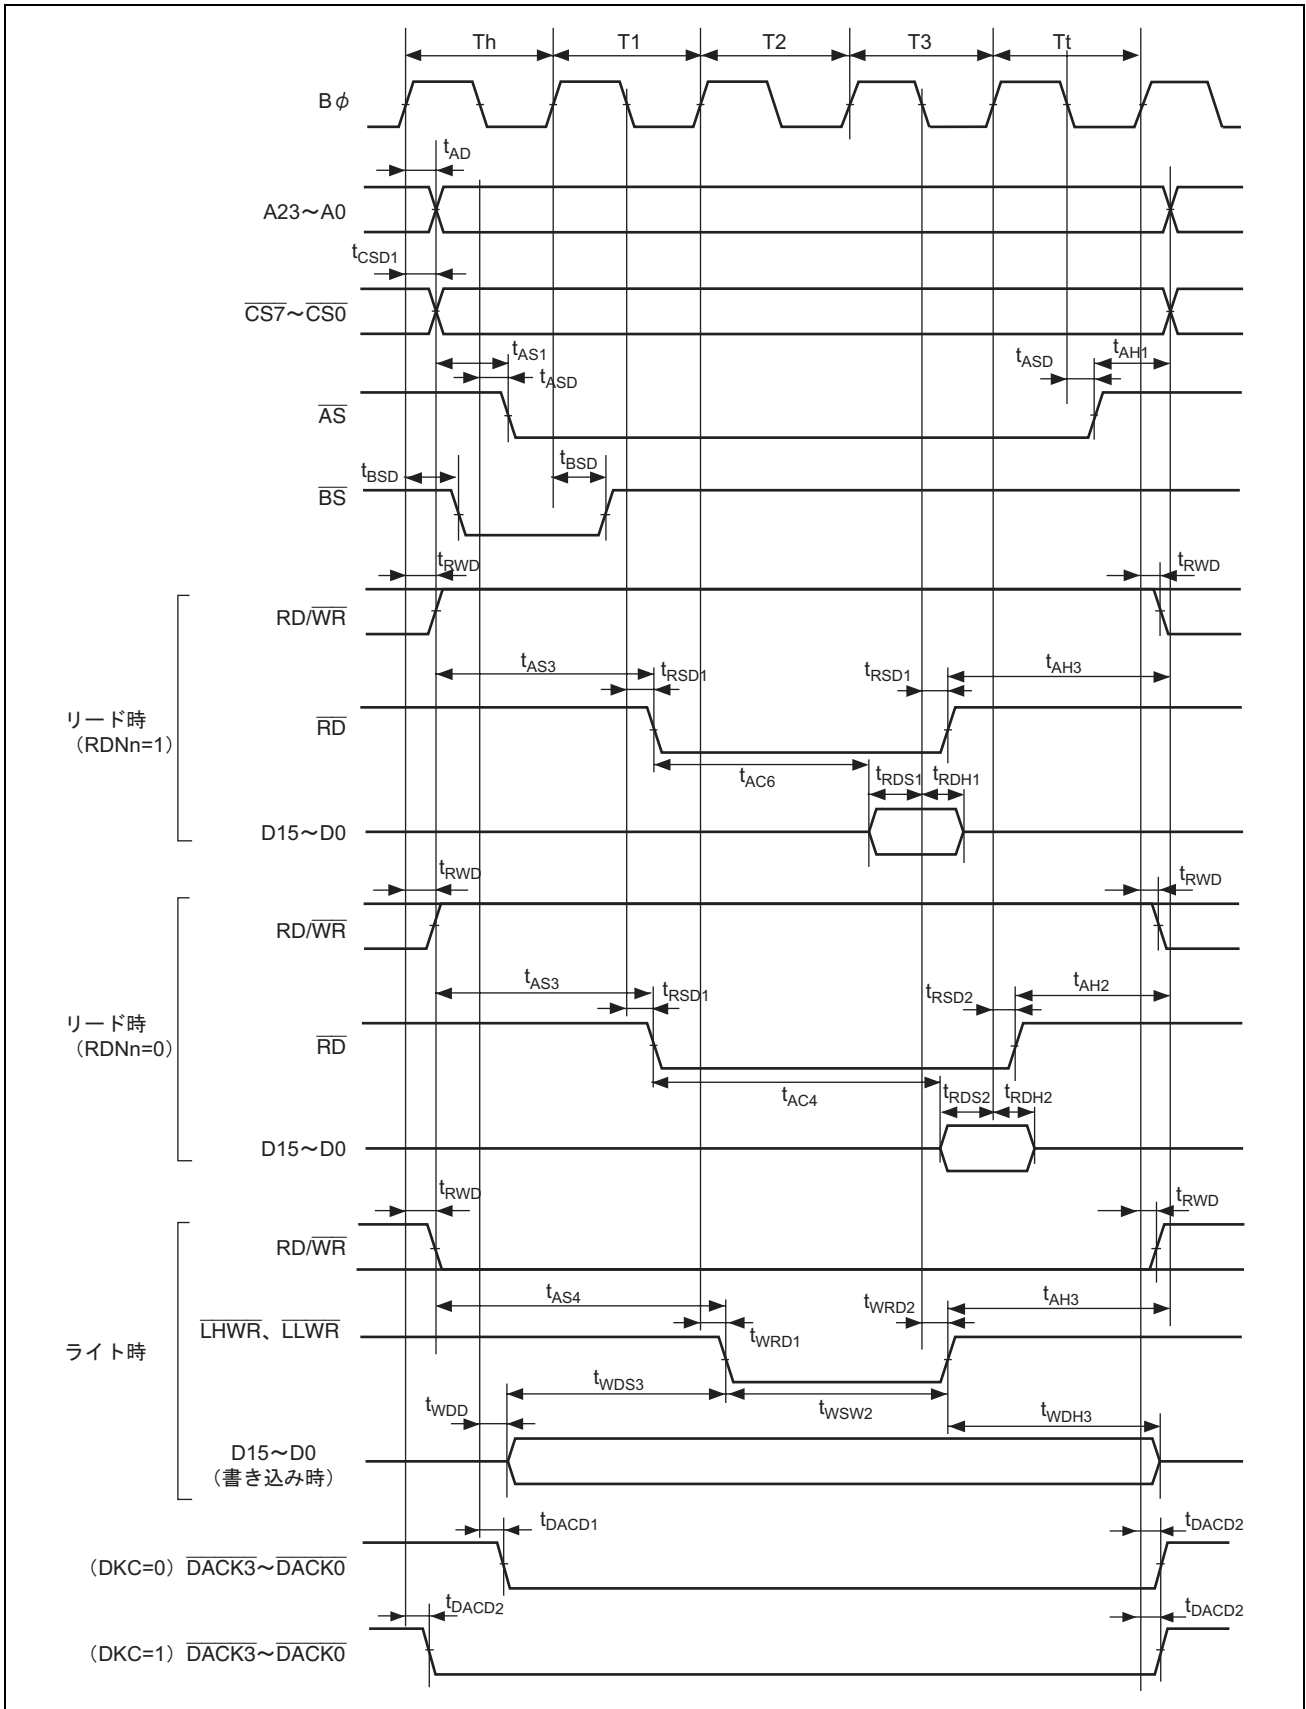 Th T1 T2 T3 Tt
Bφ
tAD
A23～A0
tCSD1
CS7～CS0
tAS1 tASD tASD tAH1
AS
tBSD tBSD
BS
tRWD tRWD
RD/WR
tAS3 tRSD1 tRSD1 tAH3
リード時
（RDNn=1）
RD
tAC6 tRDS1 tRDH1
D15～D0
tRWD tRWD
RD/WR
tAS3 tRSD1 tRSD2 tAH2
リード時
（RDNn=0）
RD
tAC4 tRDS2 tRDH2
D15～D0
tRWD tRWD
RD/WR
tAS4 tWRD2 tAH3
LHWR、LLWR
tWRD1
ライト時
tWDS3 tWSW2
tWDD tWDH3
D15～D0
（書き込み時）
tDACD1 tDACD2
（DKC=0）DACK3～DACK0
tDACD2 tDACD2
（DKC=1）DACK3～DACK0